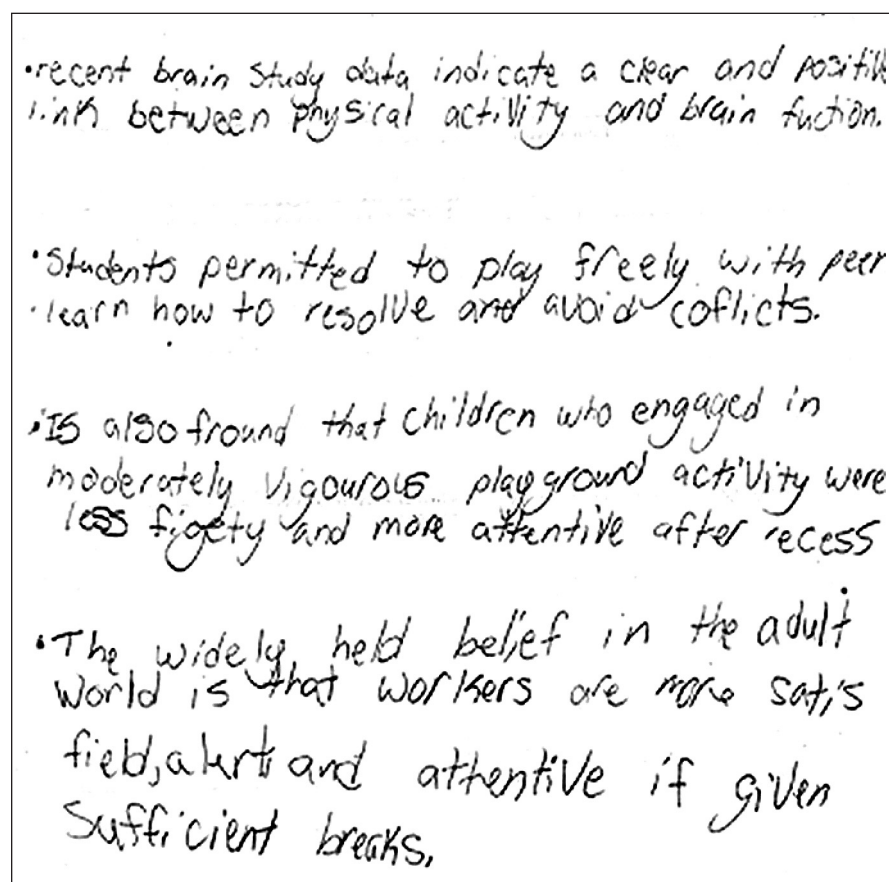 •recent brain study data indicate a clear and positive
link between physical activity and brain fuction.
•Students permitted to play freely with peer
•learn how to resolve and avoid coflicts.
•Is also fround that children who engaged in
moderately vigourous playground activity were
less figety and more attentive after recess
•The widely held belief in the adult
World is that workers are more satis
field, alert, and attentive if given
Sufficient breaks.